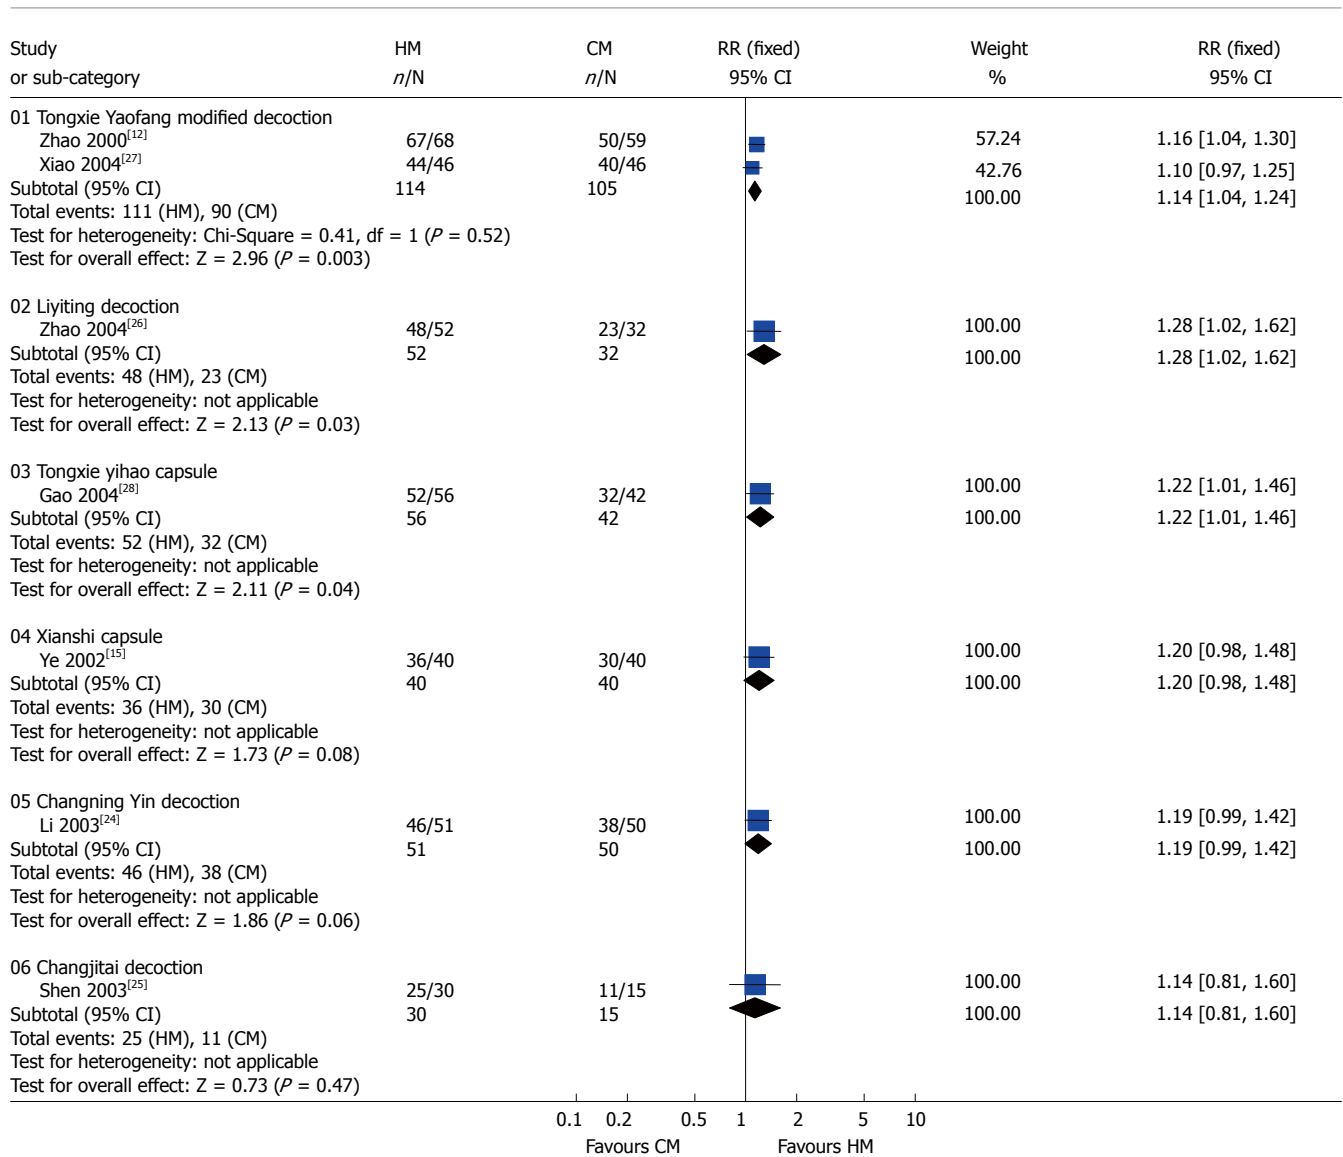 Study HM CM RR (fixed) Weight RR (fixed)
or sub-category n/N n/N 95% CI % 95% CI
01 Tongxie Yaofang modified decoction
Zhao 2000[12] 67/68 50/59 57.24 1.16 [1.04, 1.30]
Xiao 2004[27] 44/46 40/46 42.76 1.10 [0.97, 1.25]
Subtotal (95% CI) 114 105 100.00 1.14 [1.04, 1.24]
Total events: 111 (HM), 90 (CM)
Test for heterogeneity: Chi-Square = 0.41, df = 1 (P = 0.52)
Test for overall effect: Z = 2.96 (P = 0.003)
02 Liyiting decoction
Zhao 2004[26] 48/52 23/32 100.00 1.28 [1.02, 1.62]
Subtotal (95% CI) 52 32 100.00 1.28 [1.02, 1.62]
Total events: 48 (HM), 23 (CM)
Test for heterogeneity: not applicable
Test for overall effect: Z = 2.13 (P = 0.03)
03 Tongxie yihao capsule
Gao 2004[28] 52/56 32/42 100.00 1.22 [1.01, 1.46]
Subtotal (95% CI) 56 42 100.00 1.22 [1.01, 1.46]
Total events: 52 (HM), 32 (CM)
Test for heterogeneity: not applicable
Test for overall effect: Z = 2.11 (P = 0.04)
04 Xianshi capsule
Ye 2002[15] 36/40 30/40 100.00 1.20 [0.98, 1.48]
Subtotal (95% CI) 40 40 100.00 1.20 [0.98, 1.48]
Total events: 36 (HM), 30 (CM)
Test for heterogeneity: not applicable
Test for overall effect: Z = 1.73 (P = 0.08)
05 Changning Yin decoction
Li 2003[24] 46/51 38/50 100.00 1.19 [0.99, 1.42]
Subtotal (95% CI) 51 50 100.00 1.19 [0.99, 1.42]
Total events: 46 (HM), 38 (CM)
Test for heterogeneity: not applicable
Test for overall effect: Z = 1.86 (P = 0.06)
06 Changjitai decoction
Shen 2003[25] 25/30 11/15 100.00 1.14 [0.81, 1.60]
Subtotal (95% CI) 30 15 100.00 1.14 [0.81, 1.60]
Total events: 25 (HM), 11 (CM)
Test for heterogeneity: not applicable
Test for overall effect: Z = 0.73 (P = 0.47)
0.1 0.2 0.5 1 2 5 10
Favours CM Favours HM